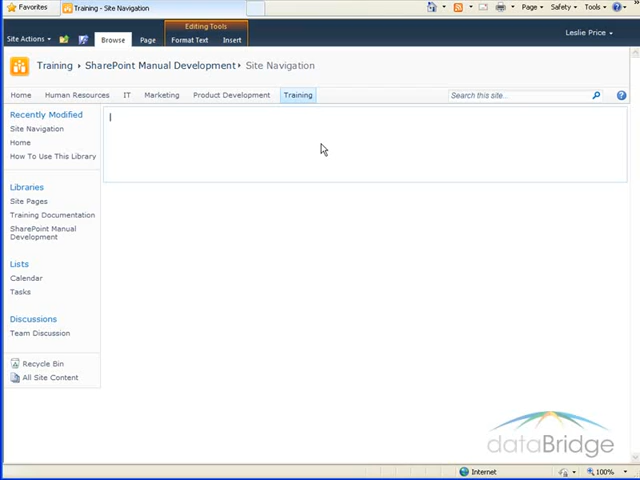 Favorites
Training - Site Navigation
Page
Safety
Tools
Editing Tools
Site Actions
Browse
Page
Format Text
Insert
Leslie Price
Training
SharePoint Manual Development
Site Navigation
Home
Human Resources
IT
Marketing
Product Development
Training
Search this site...
Recently Modified
Site Navigation
Home
How To Use This Library
Libraries
Site Pages
Training Documentation
SharePoint Manual
Development
Lists
Calendar
Tasks
Discussions
Team Discussion
Recycle Bin
All Site Content
dataBridge
Internet
100%